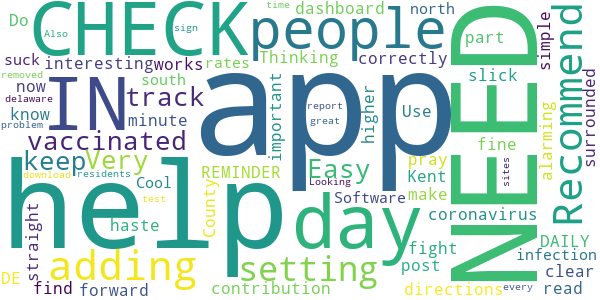 Do
CHECK
people
dashboard
north
time
Also
sign
part
simple
Recommend
suck
interesting
works
rates
Thinking
correctly
surrounded
removed
now
IN
track
south
app
important
higher
slick
NEED
delaware
know
minute
report
great
Use
alarming
problem
vaccinated
fine
keep
Very
REMINDER
Easy
pray
Kent
sites
download
residents
Cool
Looking
Software
make
test
help
County
day
coronavirus
straight
haste
fight
DAILY
adding
setting
post
infection
DE
clear
find
forward
contribution
directions
every
read